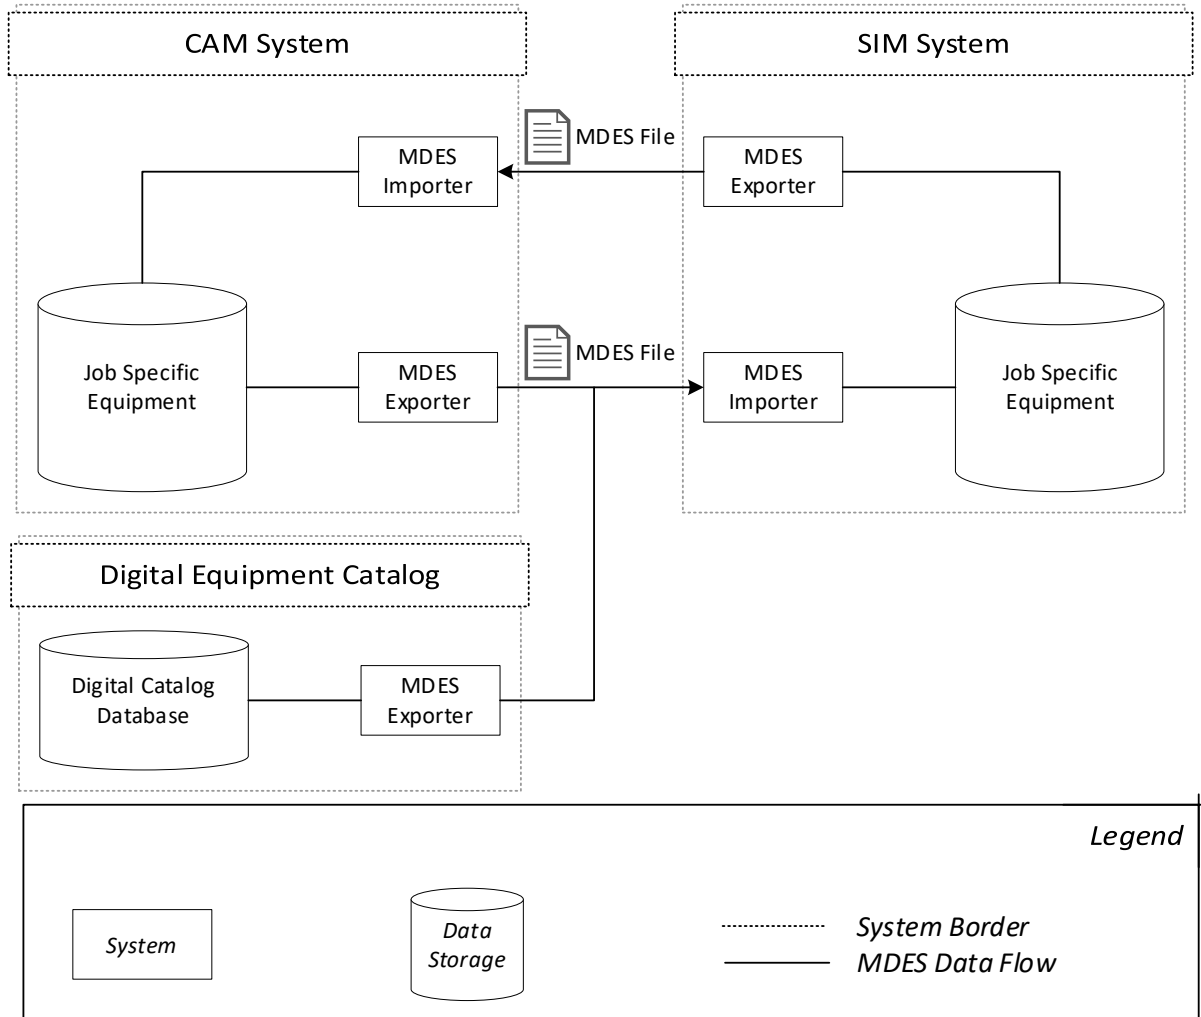 CAM System
SIM System
MDES File
MDES
Importer
MDES
Exporter
Job Specific
Equipment
MDES File
MDES
Exporter
MDES
Importer
Job Specific
Equipment
Digital Equipment Catalog
Digital Catalog
Database
MDES
Exporter
Legend
System
Data
Storage
System Border
MDES Data Flow